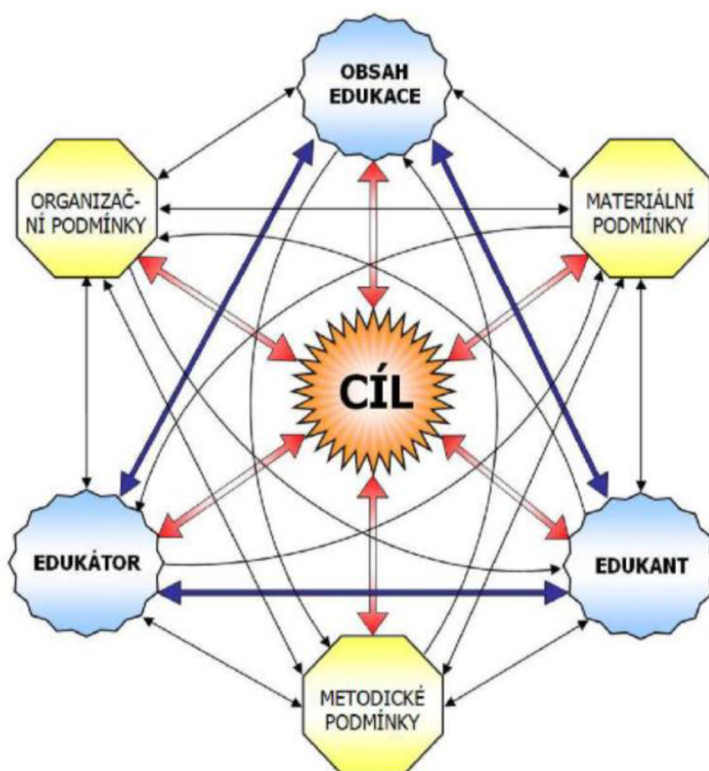 OBSAH
EDUKACE
ORGANIZAČ-
NÍ PODMÍNKY
MATERIÁLNÍ
PODMÍNKY
CÍL
EDUKÁTOR
EDUKANT
METODICKÉ
PODMÍNKY